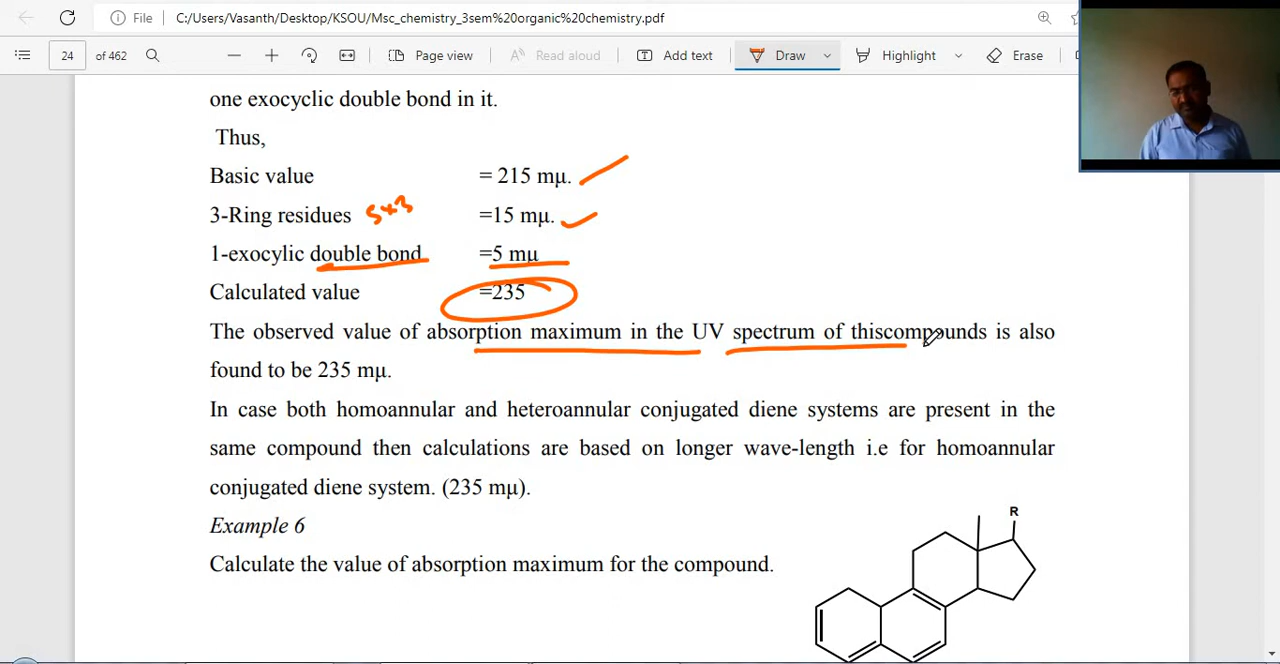 File C:/Users/Vasanth/Desktop/KSOU/Msc_chemistry_3sem%20organic%20chemistry.pdf
24 of 462 Page view Read aloud Add text Draw Highlight Erase
one exocyclic double bond in it.
Thus,
Basic value = 215 mμ.
3-Ring residues 5×3 =15 mμ.
1-exocylic double bond =5 mμ
Calculated value =235
The observed value of absorption maximum in the UV spectrum of thiscompounds is also
found to be 235 mμ.
In case both homoannular and heteroannular conjugated diene systems are present in the
same compound then calculations are based on longer wave-length i.e for homoannular
conjugated diene system. (235 mμ).
Example 6
R
Calculate the value of absorption maximum for the compound.